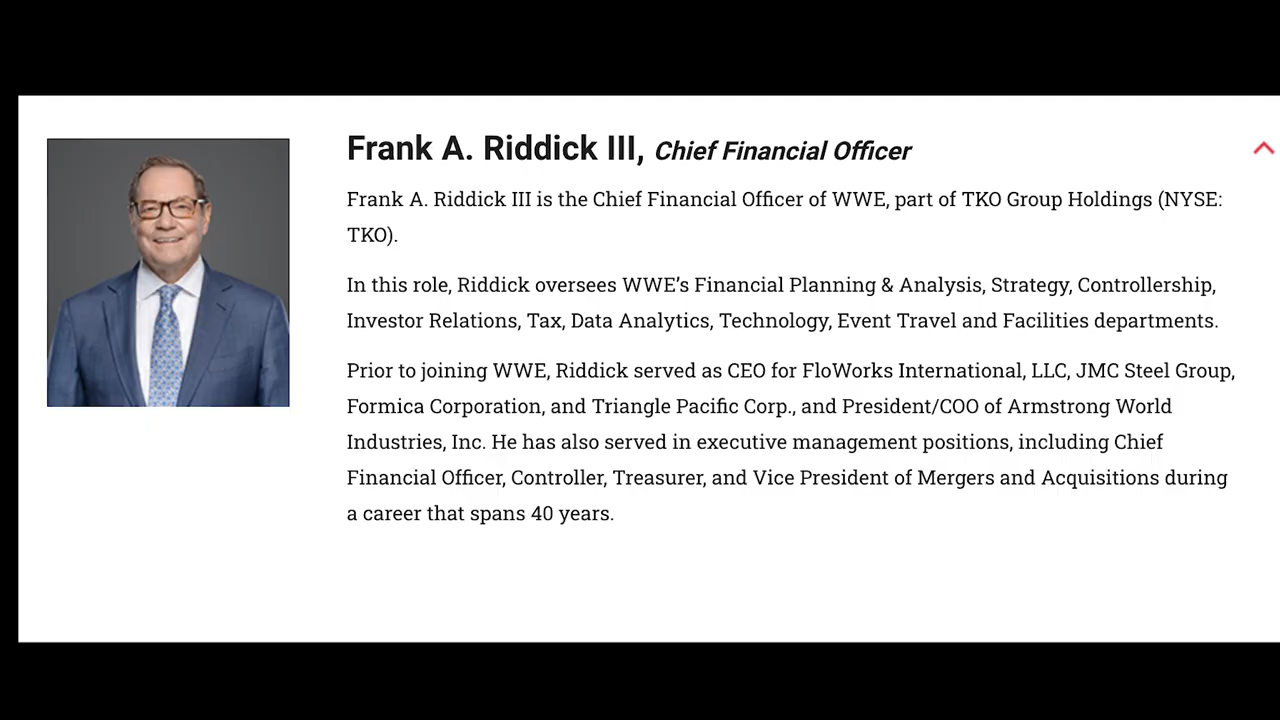 Frank A. Riddick III, Chief Financial Officer
Frank A. Riddick III is the Chief Financial Officer of WWE, part of TKO Group Holdings (NYSE:
TKO).
In this role, Riddick oversees WWE’s Financial Planning & Analysis, Strategy, Controllership,
Investor Relations, Tax, Data Analytics, Technology, Event Travel and Facilities departments.
Prior to joining WWE, Riddick served as CEO for FloWorks International, LLC, JMC Steel Group,
Formica Corporation, and Triangle Pacific Corp., and President/COO of Armstrong World
Industries, Inc. He has also served in executive management positions, including Chief
Financial Officer, Controller, Treasurer, and Vice President of Mergers and Acquisitions during
a career that spans 40 years.